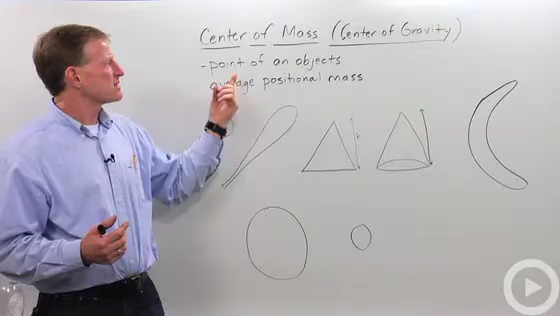 Center of Mass (Center of Gravity)
-point of an objects
average positional mass